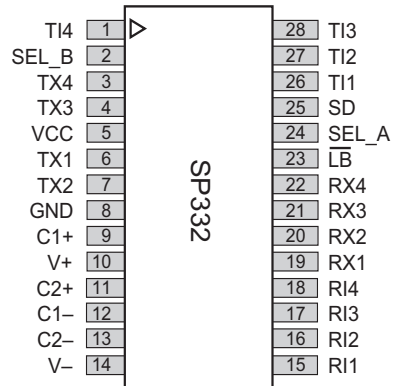 TI4 1 28 TI3
SEL_B 2 27 TI2
TX4 3 26 TI1
TX3 4 25 SD
VCC 5 24 SEL_A
TX1 6 23 L̅B̅
TX2 7 22 RX4
GND 8 21 RX3
C1+ 9 20 RX2
V+ 10 19 RX1
C2+ 11 18 RI4
C1– 12 17 RI3
C2– 13 16 RI2
V– 14 15 RI1
SP332